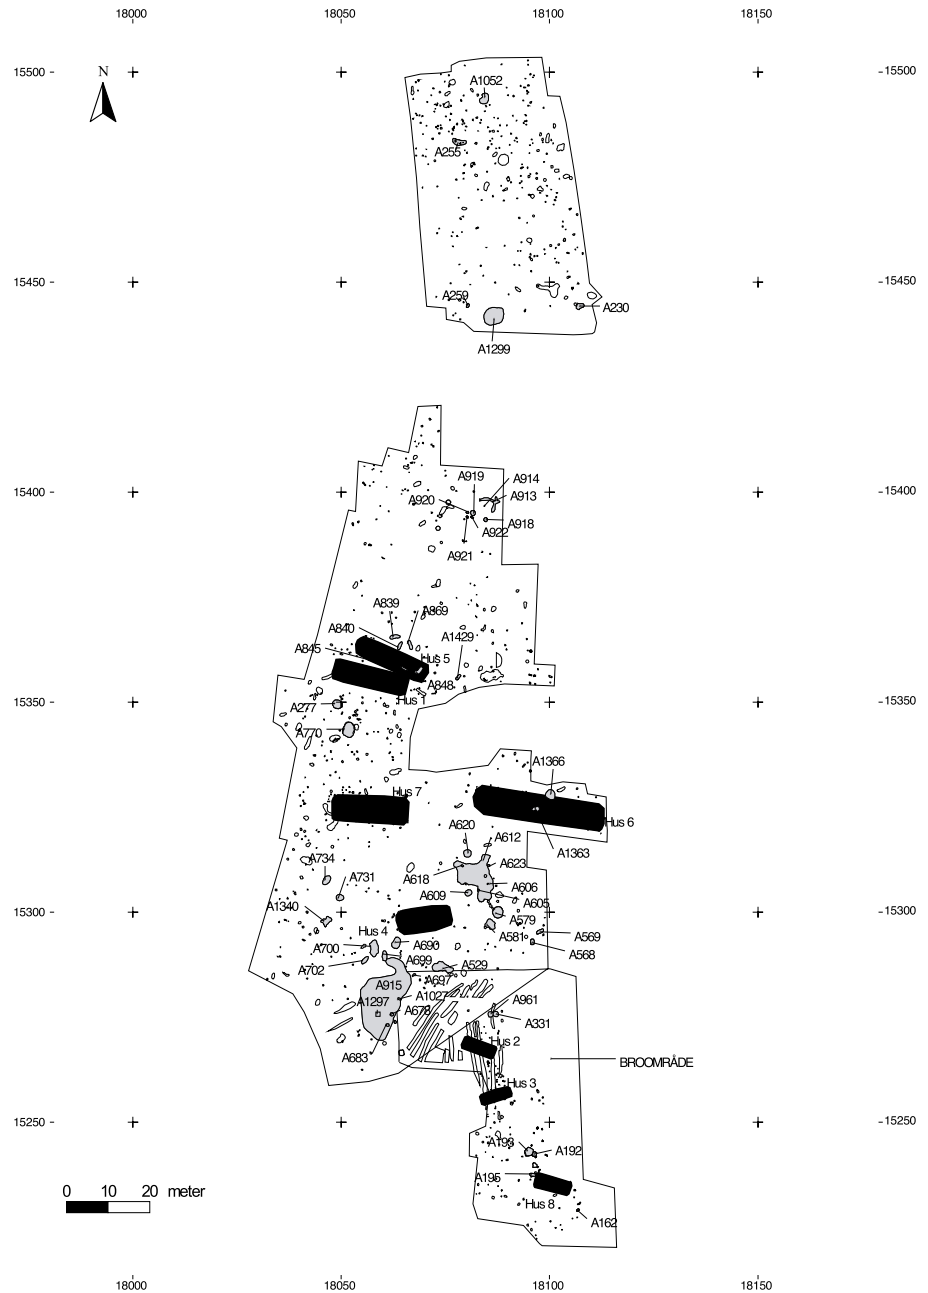 18000 18050 18100 18150
15500 15500
N
A1052
A255
15450 15450
A259
A230
A1299
A919
A914
15400 A920 A913 15400
A918
A922
A921
A839
A869
A840
A1429
A845
Hus 5
A848
Hus 1
15350 A277 15350
A770
A1366
Hus 7
Hus 6
A620
A612
A1363
A734
A623
A618
A731
A606
A609
A605
15300 A1340 15300
A579
Hus 4
A581 A569
A690
A700
A568
A699
A702
A529
A697
A915
A1027
A1297 A961
A678
A331
Hus 2
A683
BROOMRÅDE
Hus 3
15250 15250
A193
A192
A195
0 10 20 meter
Hus 8
A162
18000 18050 18100 18150